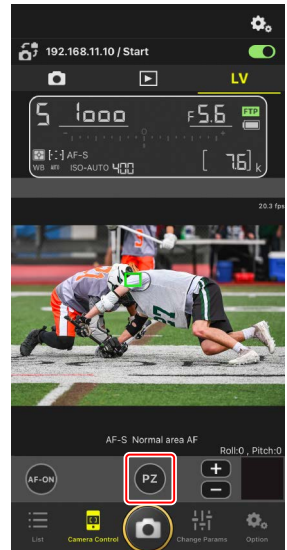 192.168.11.10 / Start
LV
S 1000 F 5.6 FTP
AF-S
WB ISO-AUTO 400 [ 7.6] k
20.3 fps
27
AF-S Normal area AF
Roll:0 , Pitch:0
AF-ON PZ + −
List Camera Control Change Params Option